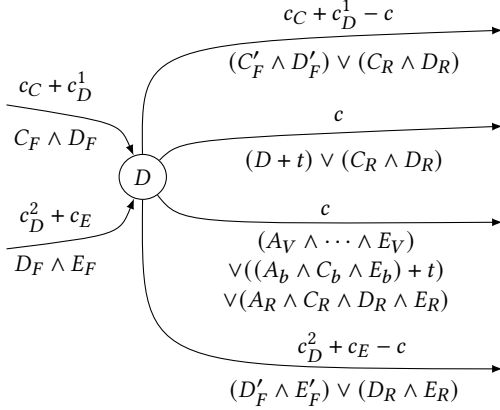 c_C + c_D^1 − c
(C′_F ∧ D′_F) ∨ (C_R ∧ D_R)
c_C + c_D^1
C_F ∧ D_F
c
(D + t) ∨ (C_R ∧ D_R)
D
c_D^2 + c_E
D_F ∧ E_F
c
(A_V ∧ ⋯ ∧ E_V)
∨((A_b ∧ C_b ∧ E_b) + t)
∨(A_R ∧ C_R ∧ D_R ∧ E_R)
c_D^2 + c_E − c
(D′_F ∧ E′_F) ∨ (D_R ∧ E_R)